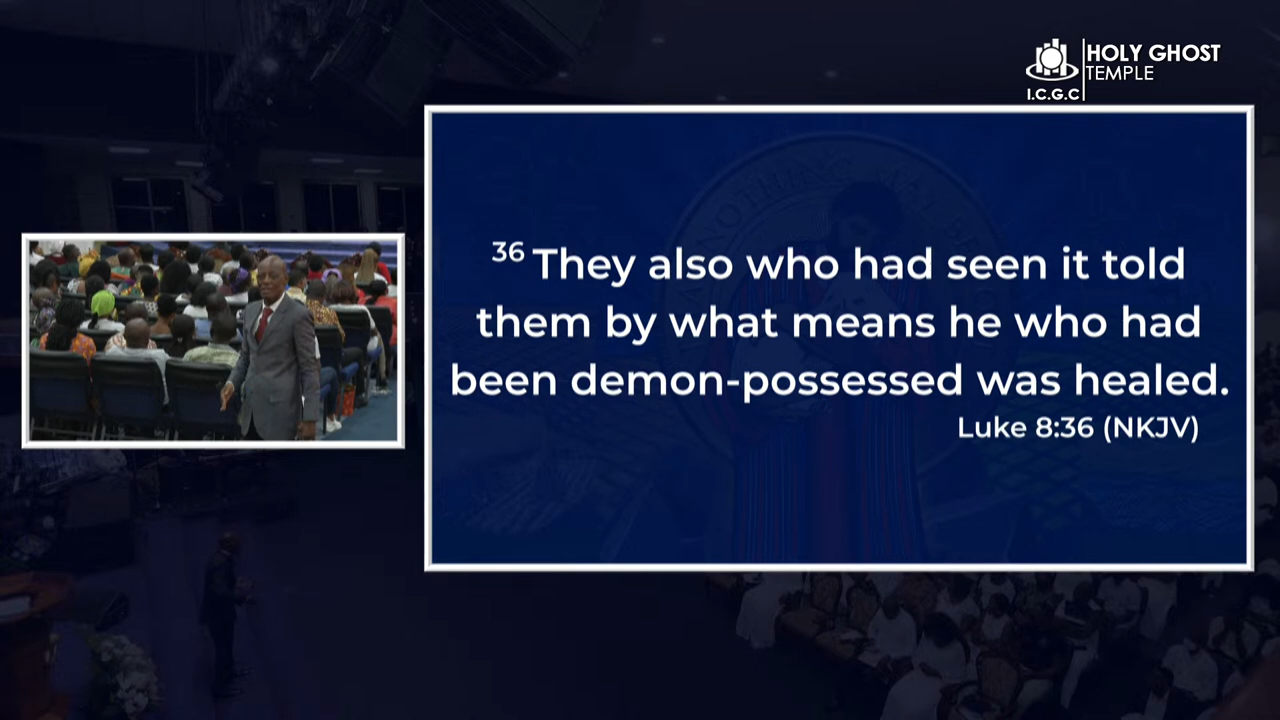 HOLY GHOST
TEMPLE
I.C.G.C
36 They also who had seen it told
them by what means he who had
been demon-possessed was healed.
Luke 8:36 (NKJV)